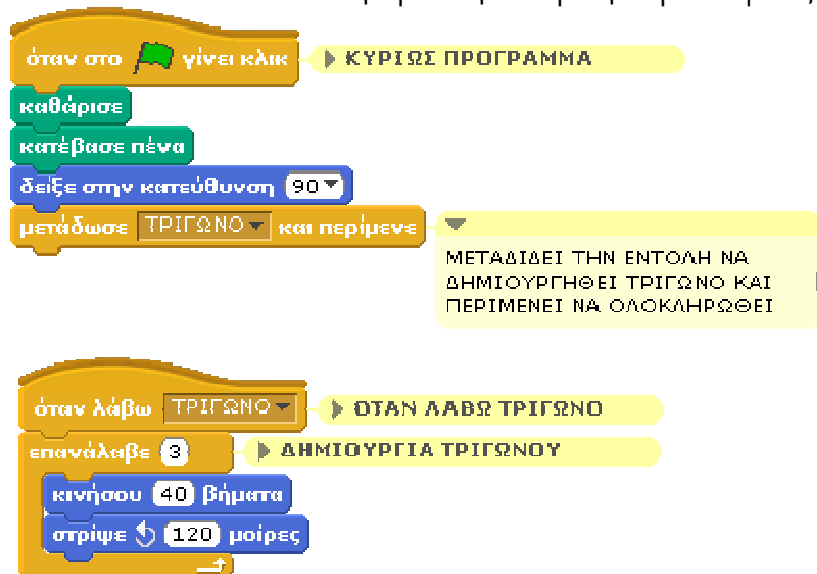 όταν στο γίνει κλικ ΚΥΡΙΩΣ ΠΡΟΓΡΑΜΜΑ
καθάρισε
κατέβασε πένα
δείξε στην κατεύθυνση 90
μετάδωσε ΤΡΙΓΩΝΟ και περίμενε
ΜΕΤΑΔΙΔΕΙ ΤΗΝ ΕΝΤΟΛΗ ΝΑ
ΔΗΜΙΟΥΡΓΗΘΕΙ ΤΡΙΓΩΝΟ ΚΑΙ
ΠΕΡΙΜΕΝΕΙ ΝΑ ΟΛΟΚΛΗΡΩΘΕΙ
όταν λάβω ΤΡΙΓΩΝΟ ΟΤΑΝ ΛΑΒΩ ΤΡΙΓΩΝΟ
επανάλαβε 3 ΔΗΜΙΟΥΡΓΙΑ ΤΡΙΓΩΝΟΥ
κινήσου 40 βήματα
στρίψε 120 μοίρες